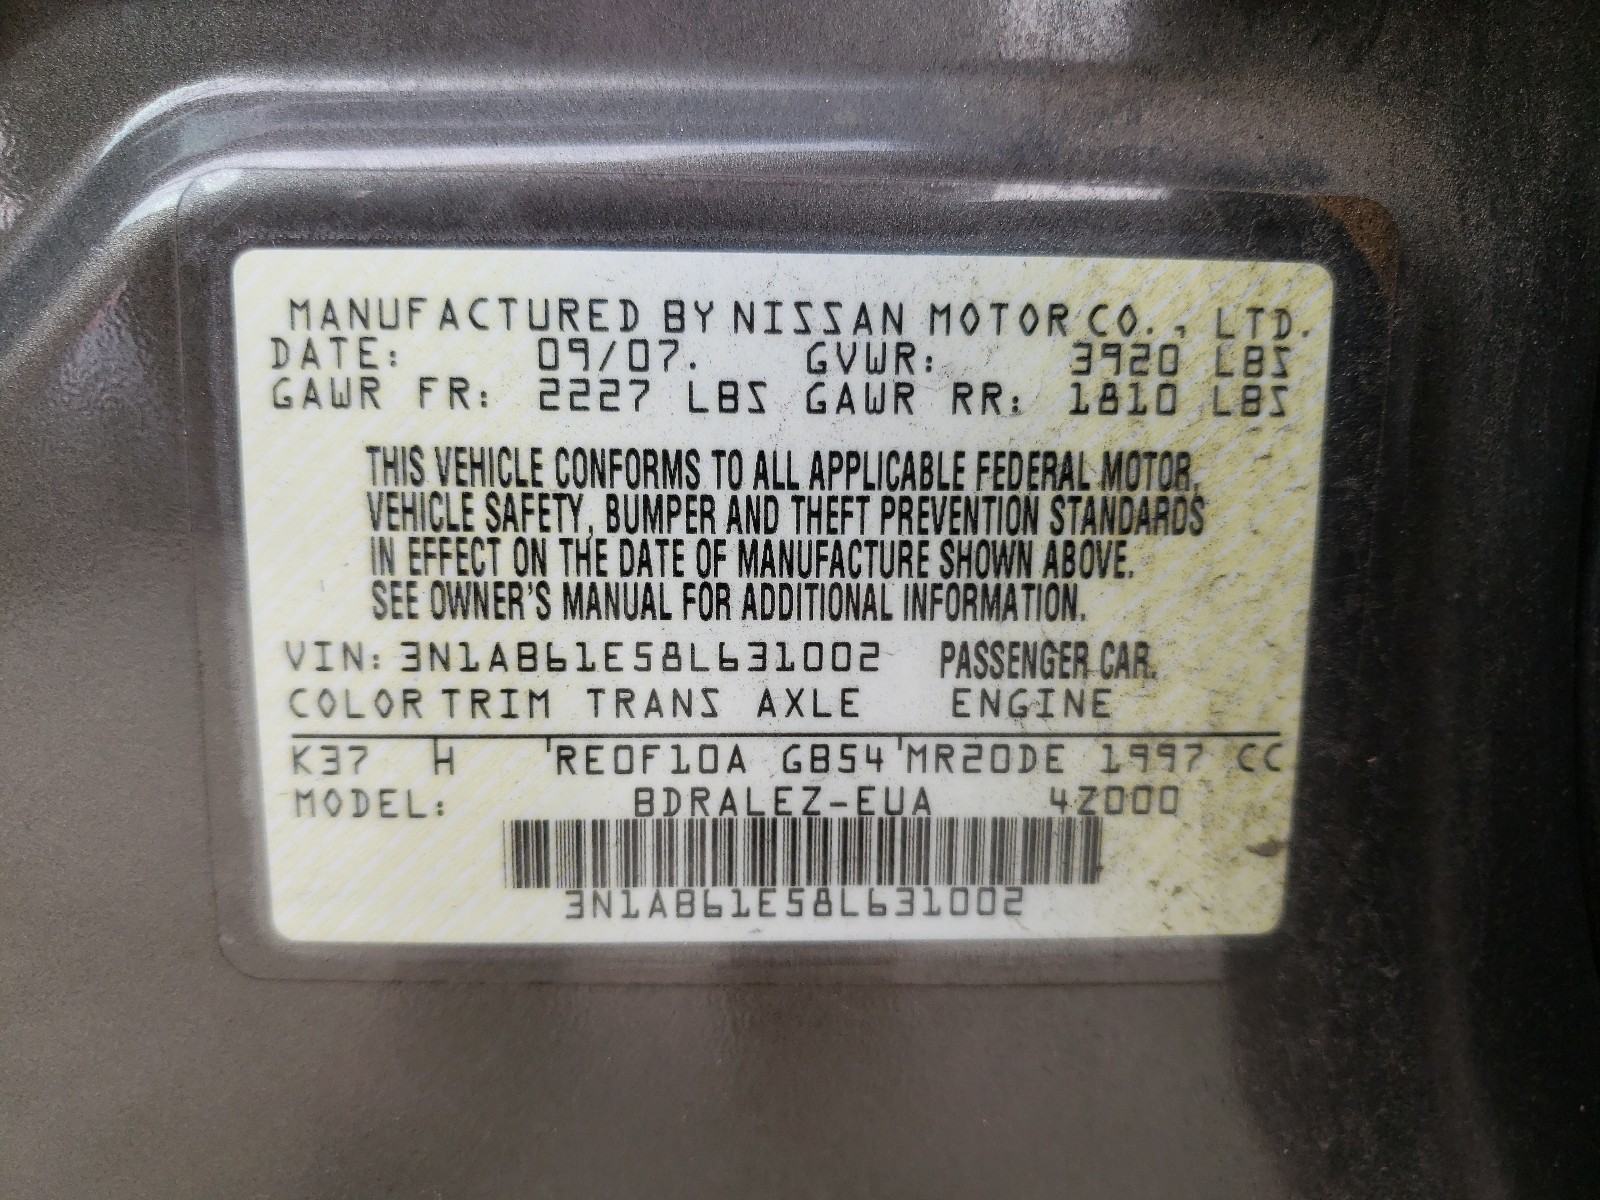 MANUFACTURED BY NISSAN MOTOR CO., LTD.
DATE: 09/07. GVWR: 3920 LBS
GAWR FR: 2227 LBS GAWR RR: 1810 LBS
THIS VEHICLE CONFORMS TO ALL APPLICABLE FEDERAL MOTOR,
VEHICLE SAFETY, BUMPER AND THEFT PREVENTION STANDARDS
IN EFFECT ON THE DATE OF MANUFACTURE SHOWN ABOVE.
SEE OWNER'S MANUAL FOR ADDITIONAL INFORMATION.
VIN: 3N1AB61E58L631002 PASSENGER CAR.
COLOR TRIM TRANS AXLE ENGINE
K37 H RE0F10A GB54 MR20DE 1997 CC
MODEL: BDRALEZ-EUA 4Z000
3N1AB61E58L631002